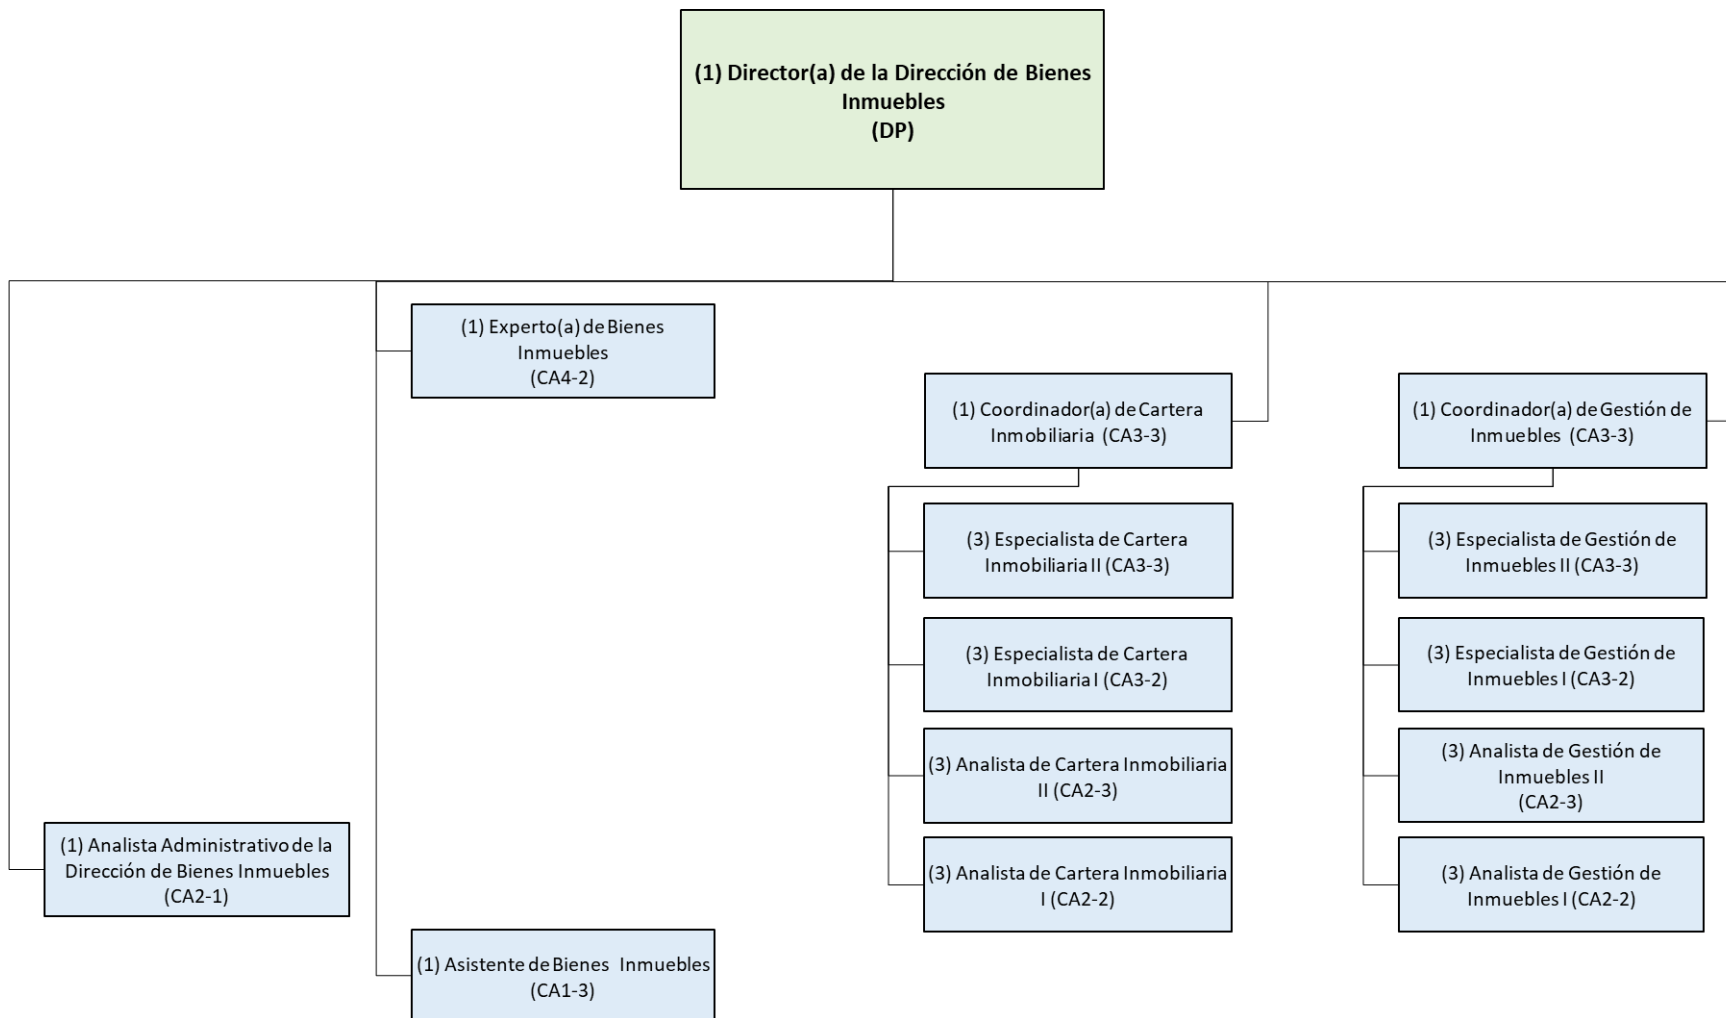 (1) Director(a) de la Dirección de Bienes
Inmuebles
(DP)
(1) Experto(a) de Bienes
Inmuebles
(CA4-2)
(1) Coordinador(a) de Cartera
Inmobiliaria (CA3-3)
(1) Coordinador(a) de Gestión de
Inmuebles (CA3-3)
(3) Especialista de Cartera
Inmobiliaria II (CA3-3)
(3) Especialista de Gestión de
Inmuebles II (CA3-3)
(3) Especialista de Cartera
Inmobiliaria I (CA3-2)
(3) Especialista de Gestión de
Inmuebles I (CA3-2)
(3) Analista de Cartera Inmobiliaria
II (CA2-3)
(3) Analista de Gestión de
Inmuebles II
(CA2-3)
(1) Analista Administrativo de la
Dirección de Bienes Inmuebles
(CA2-1)
(3) Analista de Cartera Inmobiliaria
I (CA2-2)
(3) Analista de Gestión de
Inmuebles I (CA2-2)
(1) Asistente de Bienes Inmuebles
(CA1-3)